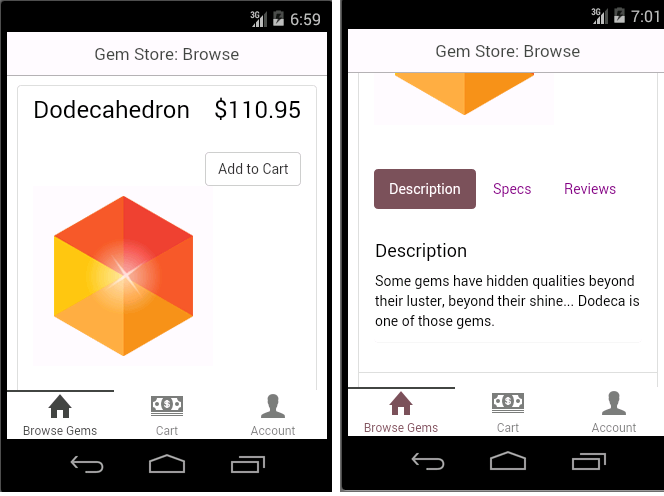 3G 6:59
Gem Store: Browse
Dodecahedron $110.95
Add to Cart
$
Browse Gems Cart Account
3G 7:01
Gem Store: Browse
Description Specs Reviews
Description
Some gems have hidden qualities beyond
their luster, beyond their shine... Dodeca is
one of those gems.
$
Browse Gems Cart Account